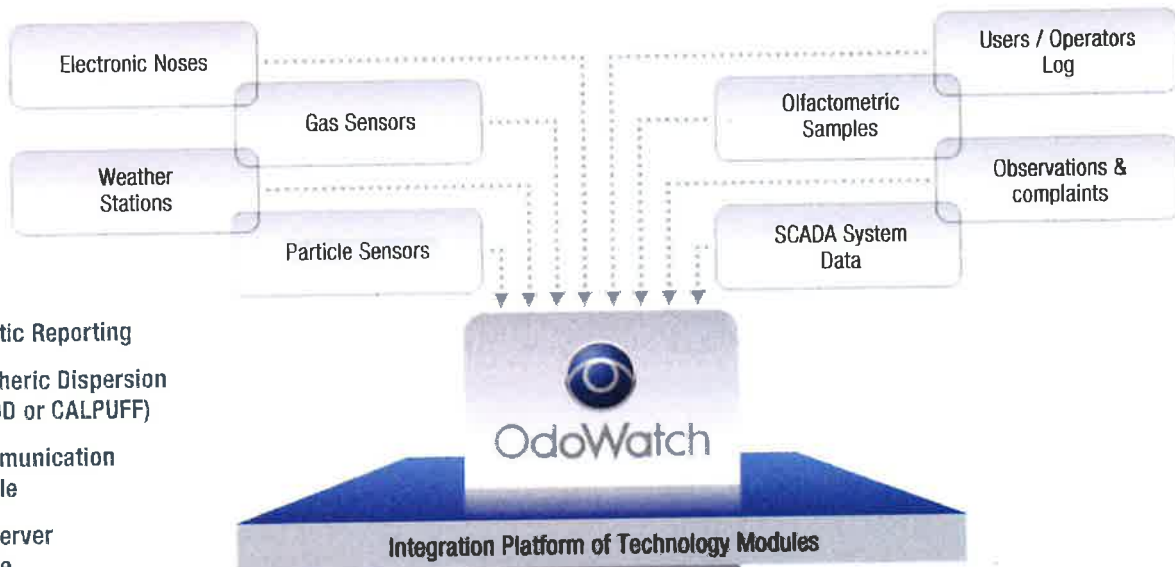 Electronic Noses
Gas Sensors
Weather
Stations
Particle Sensors
Users / Operators
Log
Olfactometric
Samples
Observations &
complaints
SCADA System
Data
tic Reporting
heric Dispersion
D or CALPUFF)
munication
le
erver
OdoWatch
Integration Platform of Technology Modules